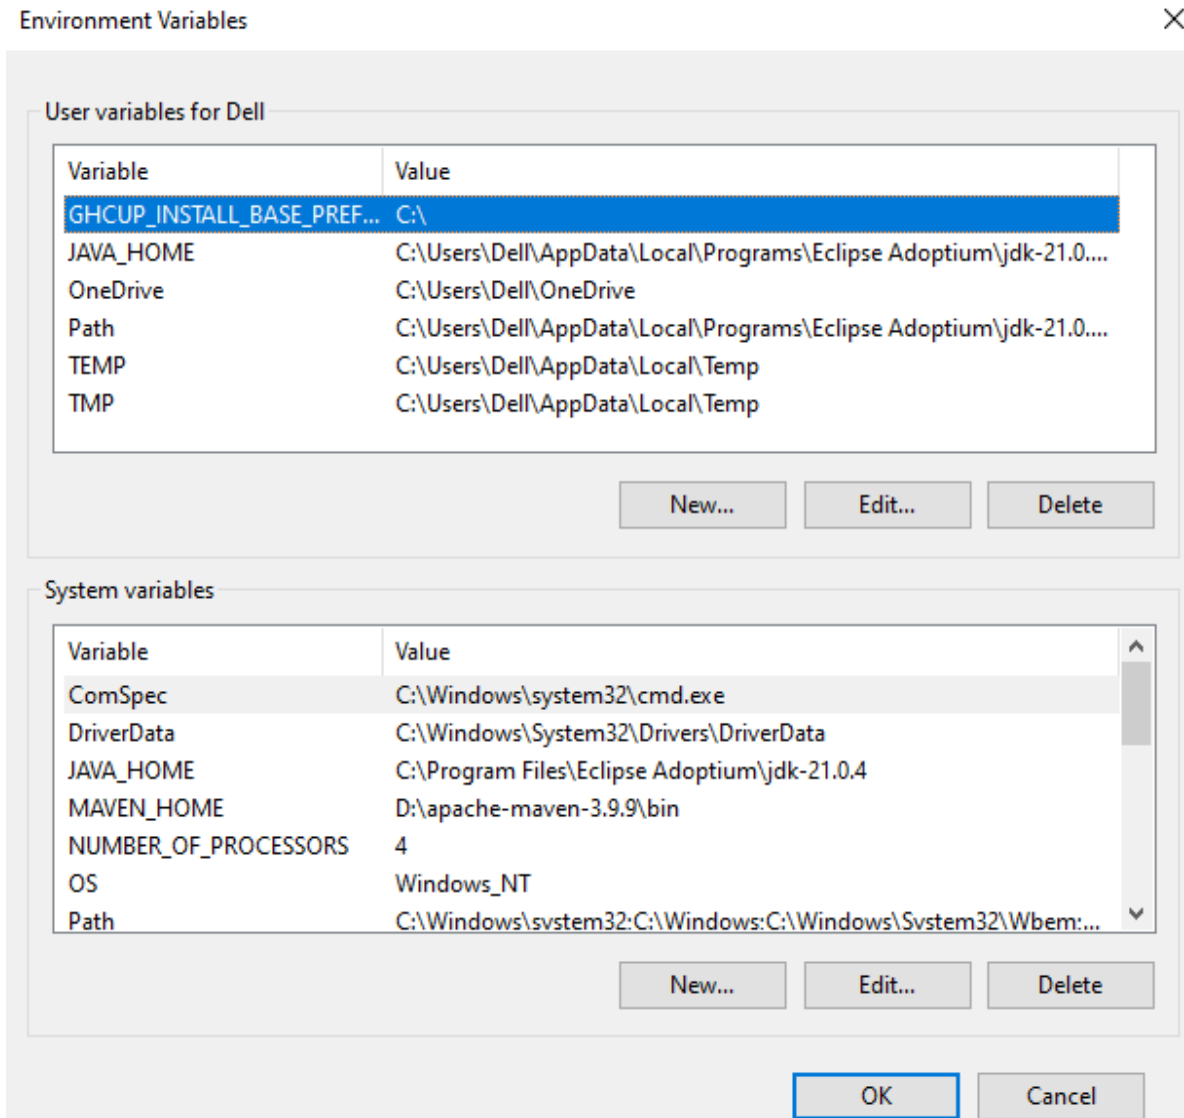 Environment Variables
User variables for Dell
Variable Value
GHCUP_INSTALL_BASE_PREF... C:\
JAVA_HOME C:\Users\Dell\AppData\Local\Programs\Eclipse Adoptium\jdk-21.0....
OneDrive C:\Users\Dell\OneDrive
Path C:\Users\Dell\AppData\Local\Programs\Eclipse Adoptium\jdk-21.0....
TEMP C:\Users\Dell\AppData\Local\Temp
TMP C:\Users\Dell\AppData\Local\Temp
New... Edit... Delete
System variables
Variable Value
ComSpec C:\Windows\system32\cmd.exe
DriverData C:\Windows\System32\Drivers\DriverData
JAVA_HOME C:\Program Files\Eclipse Adoptium\jdk-21.0.4
MAVEN_HOME D:\apache-maven-3.9.9\bin
NUMBER_OF_PROCESSORS 4
OS Windows_NT
Path C:\Windows\system32;C:\Windows;C:\Windows\System32\Wbem;...
New... Edit... Delete
OK Cancel